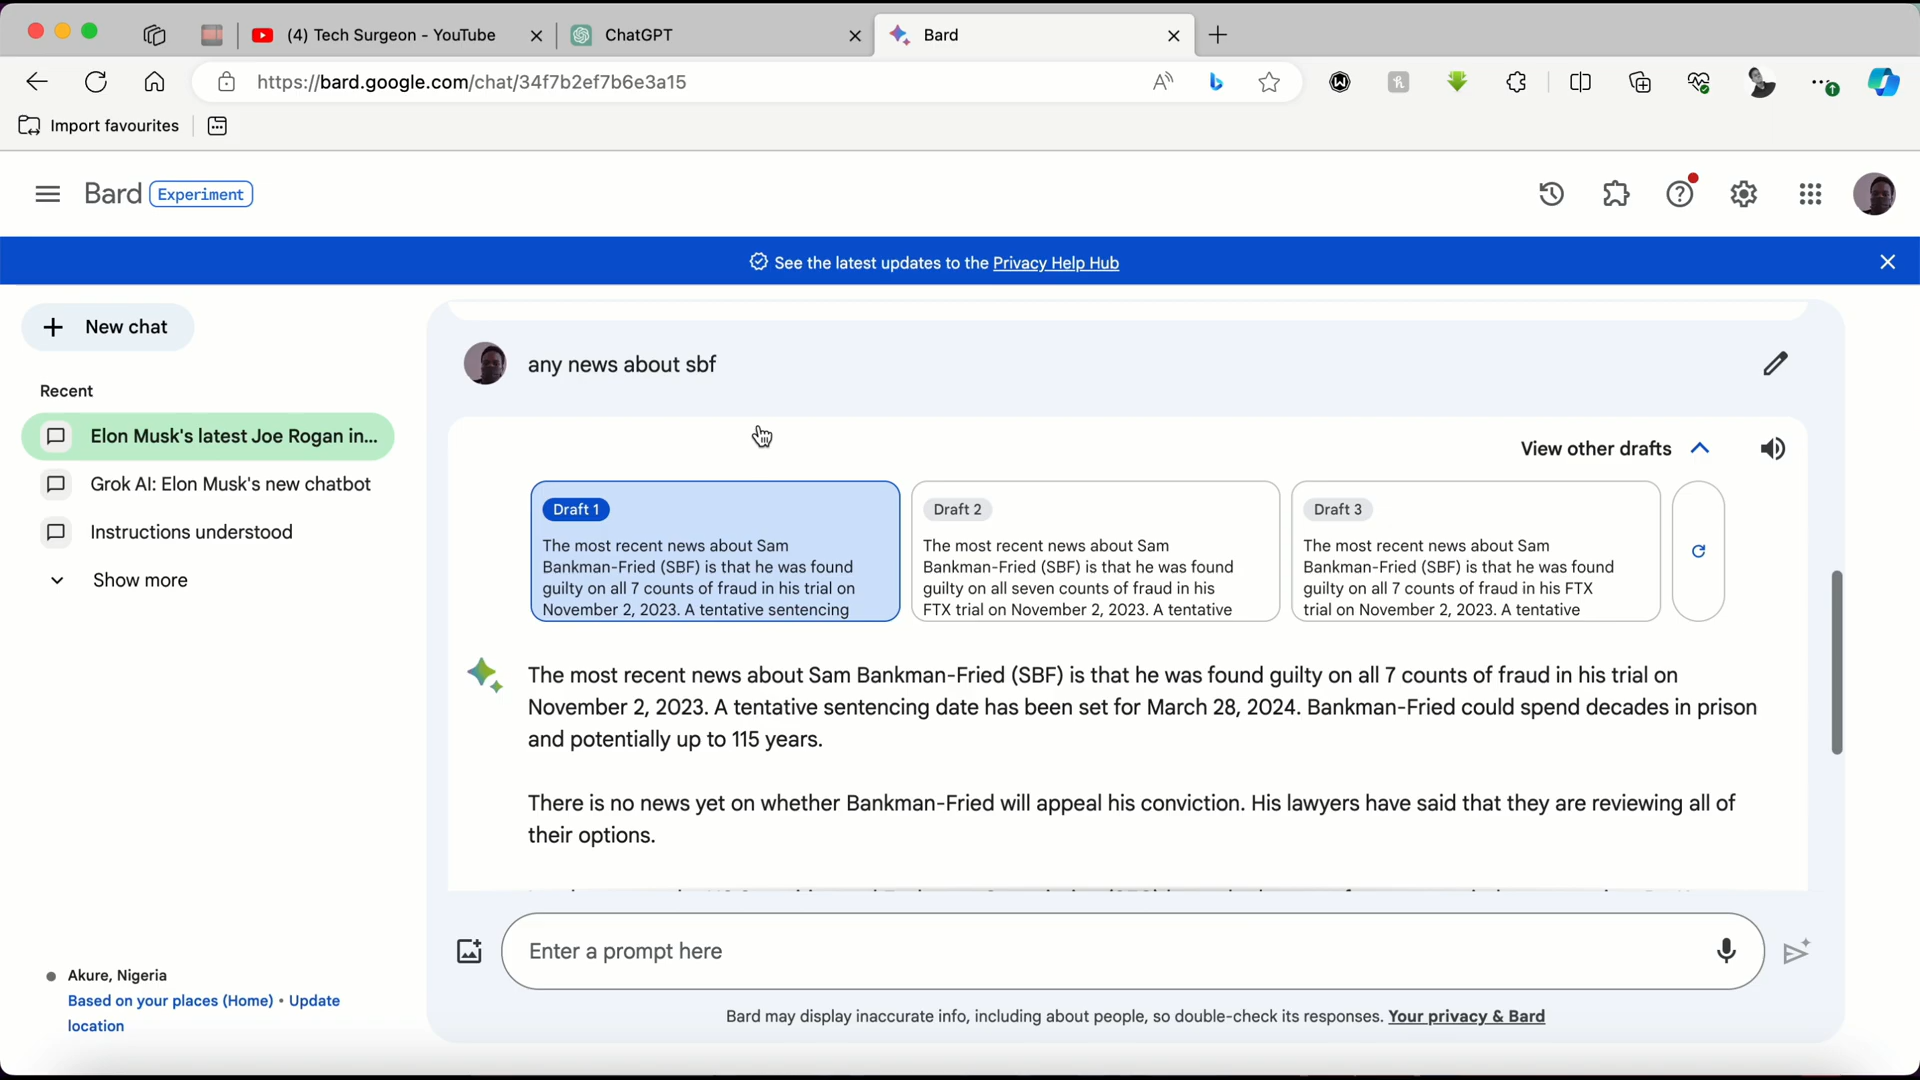 (4) Tech Surgeon - YouTube
ChatGPT
Bard
https://bard.google.com/chat/34f7b2ef7b6e3a15
Import favourites
Bard Experiment
See the latest updates to the Privacy Help Hub
New chat
Recent
Elon Musk's latest Joe Rogan in...
Grok AI: Elon Musk's new chatbot
Instructions understood
Show more
Akure, Nigeria
Based on your places (Home) • Update
location
any news about sbf
View other drafts
Draft 1
The most recent news about Sam
Bankman-Fried (SBF) is that he was found
guilty on all 7 counts of fraud in his trial on
November 2, 2023. A tentative sentencing
Draft 2
The most recent news about Sam
Bankman-Fried (SBF) is that he was found
guilty on all seven counts of fraud in his
FTX trial on November 2, 2023. A tentative
Draft 3
The most recent news about Sam
Bankman-Fried (SBF) is that he was found
guilty on all 7 counts of fraud in his FTX
trial on November 2, 2023. A tentative
The most recent news about Sam Bankman-Fried (SBF) is that he was found guilty on all 7 counts of fraud in his trial on
November 2, 2023. A tentative sentencing date has been set for March 28, 2024. Bankman-Fried could spend decades in prison
and potentially up to 115 years.
There is no news yet on whether Bankman-Fried will appeal his conviction. His lawyers have said that they are reviewing all of
their options.
Enter a prompt here
Bard may display inaccurate info, including about people, so double-check its responses. Your privacy & Bard